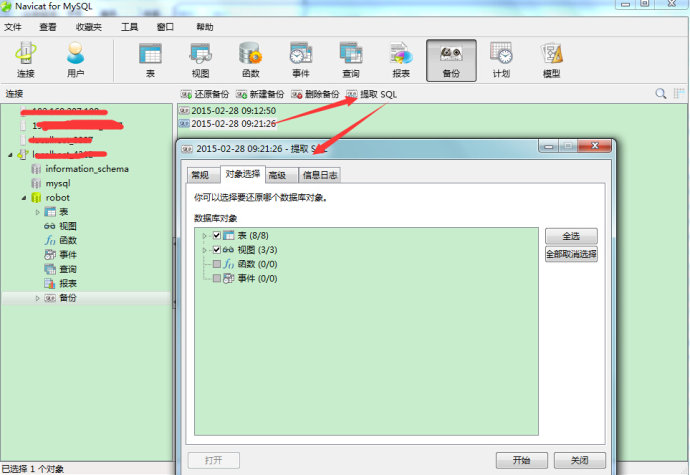 Navicat for MySQL
文件 查看 收藏夹 工具 窗口 帮助
连接 用户 表 视图 函数 事件 查询 报表 备份 计划 模型
连接
还原备份 新建备份 删除备份 提取 SQL
2015-02-28 09:12:50
2015-02-28 09:21:26
information_schema
mysql
robot
表
视图
函数
事件
查询
报表
备份
2015-02-28 09:21:26 - 提取
常规 对象选择 高级 信息日志
你可以选择要还原哪个数据库对象。
数据库对象
表 (8/8)
视图 (3/3)
函数 (0/0)
事件 (0/0)
全选
全部取消选择
打开 开始 关闭
已选择 1 个对象